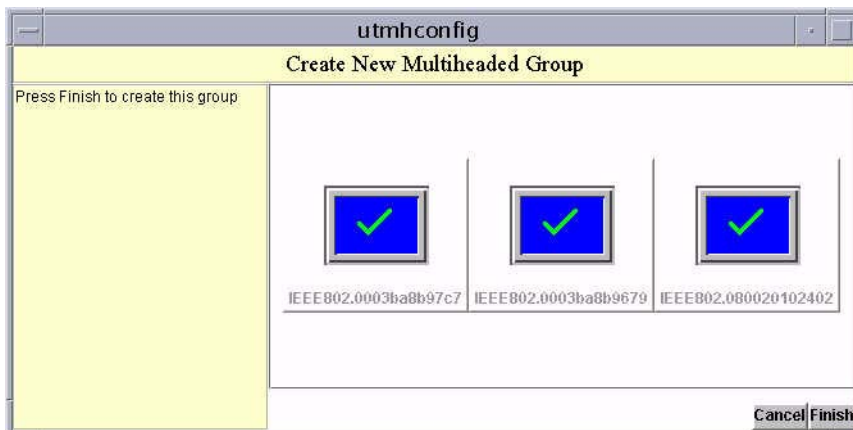 utmhconfig
Create New Multiheaded Group
Press Finish to create this group
IEEE802.0003ba8b97c7 IEEE802.0003ba8b9679 IEEE802.080020102402
Cancel Finish